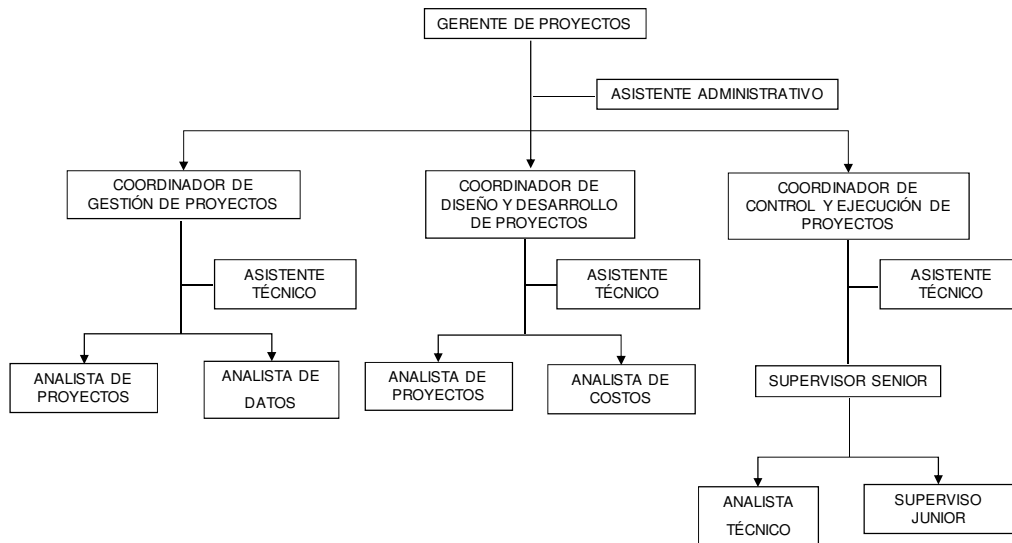 GERENTE DE PROYECTOS
ASISTENTE ADMINISTRATIVO
COORDINADOR DE
GESTIÓN DE PROYECTOS
COORDINADOR DE
DISEÑO Y DESARROLLO
DE PROYECTOS
COORDINADOR DE
CONTROL Y EJECUCIÓN DE
PROYECTOS
ASISTENTE
TÉCNICO
ASISTENTE
TÉCNICO
ASISTENTE
TÉCNICO
ANALISTA DE
PROYECTOS
ANALISTA DE
DATOS
ANALISTA DE
PROYECTOS
ANALISTA DE
COSTOS
SUPERVISOR SENIOR
ANALISTA
TÉCNICO
SUPERVISO
JUNIOR